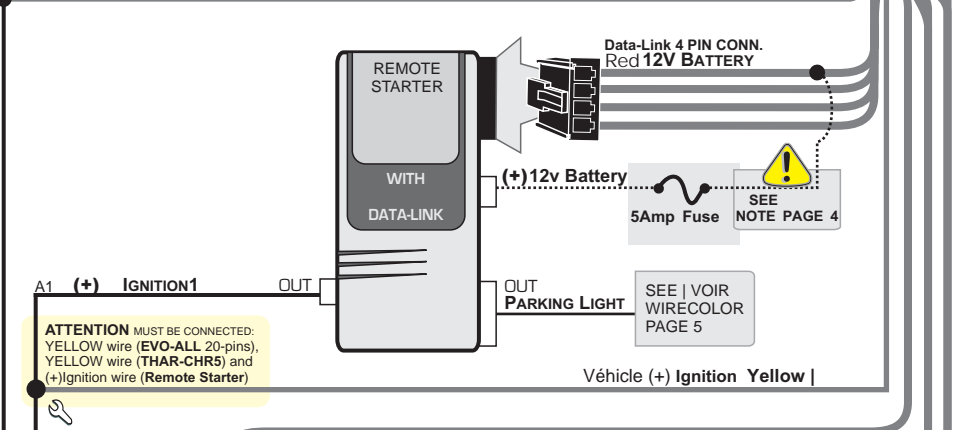 Data-Link 4 PIN CONN.
Red 12V BATTERY
REMOTE
STARTER
WITH
DATA-LINK
(+)12v Battery
5Amp Fuse
!
SEE
NOTE PAGE 4
A1 (+) IGNITION1 OUT
OUT
PARKING LIGHT
SEE | VOIR
WIRECOLOR
PAGE 5
ATTENTION MUST BE CONNECTED:
YELLOW wire (EVO-ALL 20-pins),
YELLOW wire (THAR-CHR5) and
(+)Ignition wire (Remote Starter)
Véhicle (+) Ignition Yellow |